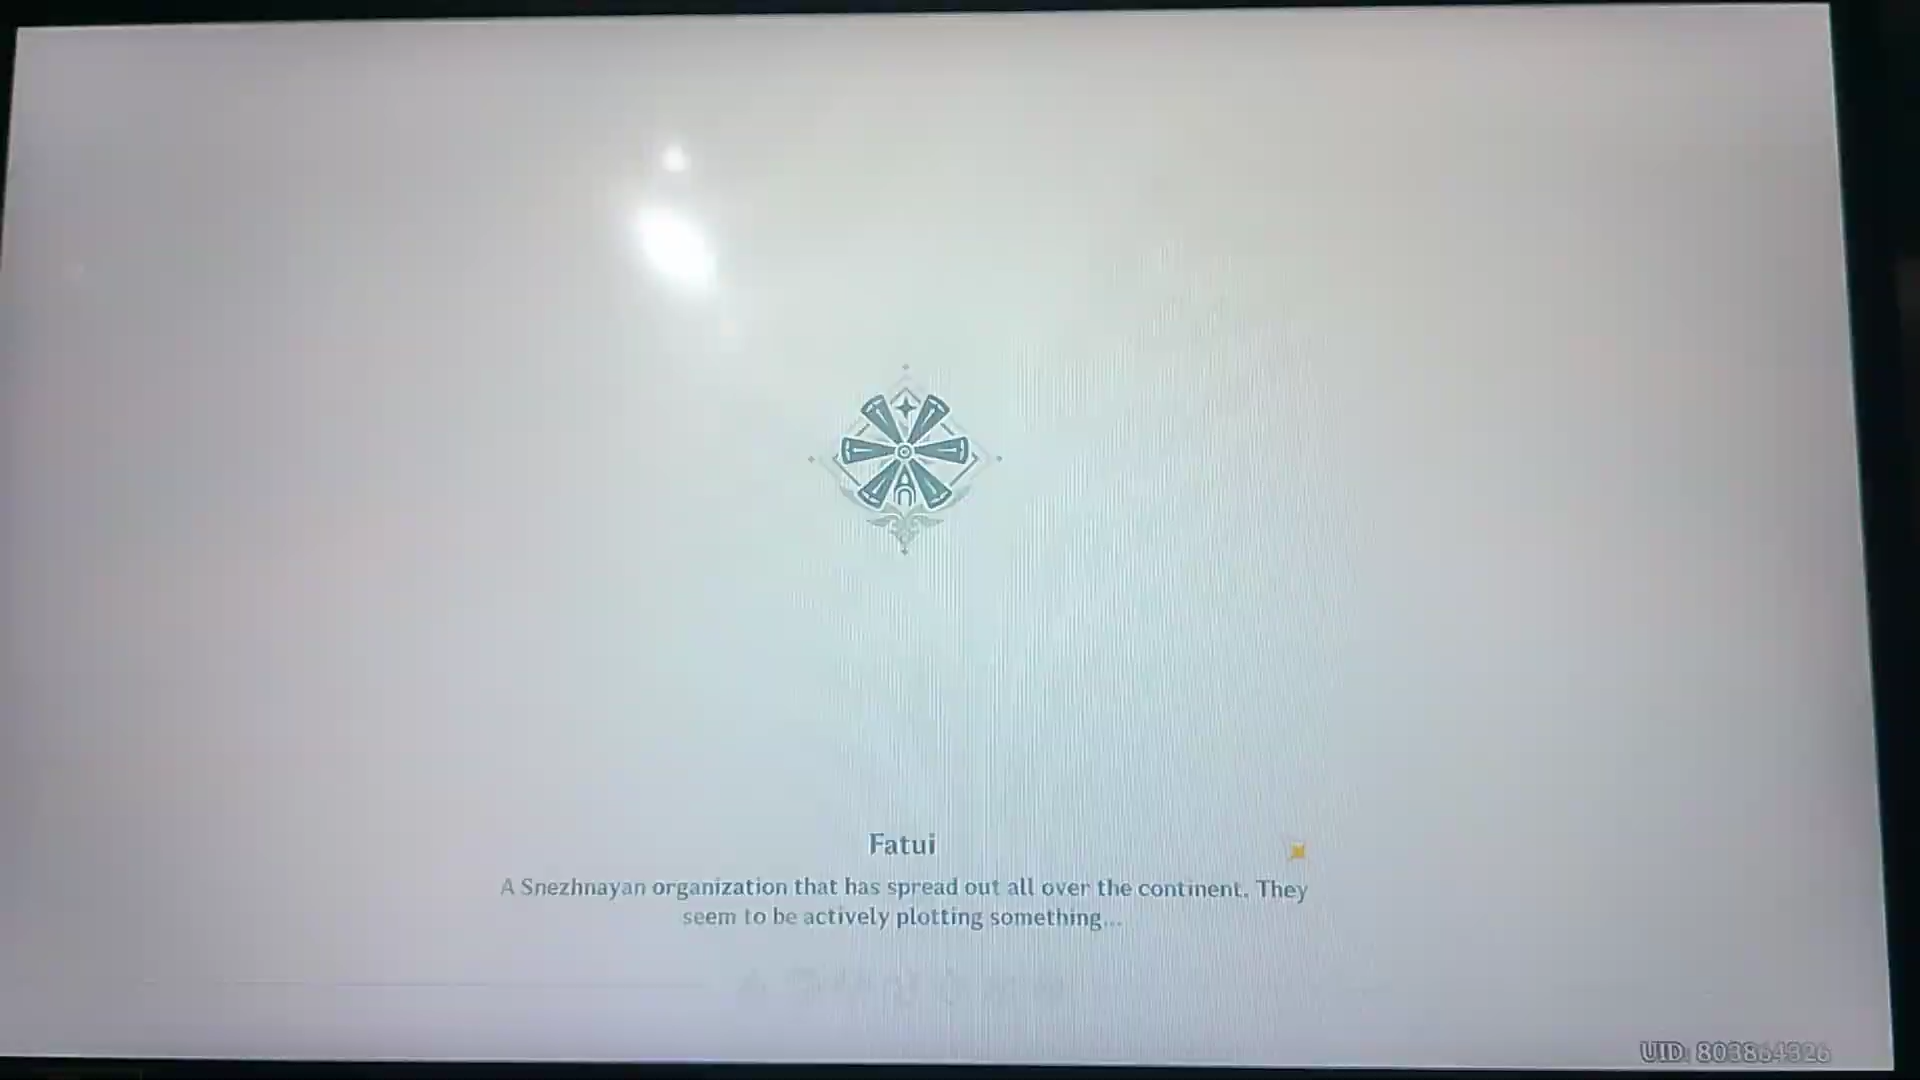 Fatui
A Snezhnayan organization that has spread out all over the continent. They
seem to be actively plotting something...
UID: 803864326